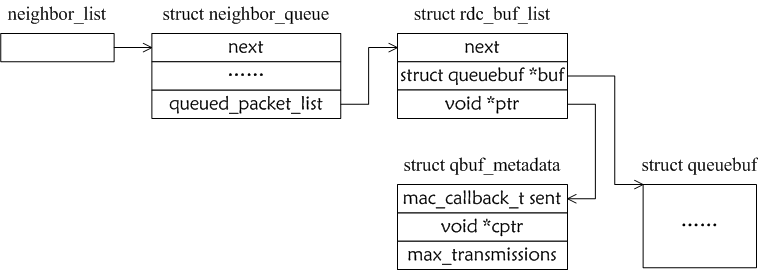 neighbor_list
struct neighbor_queue
struct rdc_buf_list
next
next
······
struct queuebuf *buf
queued_packet_list
void *ptr
struct qbuf_metadata
struct queuebuf
mac_callback_t sent
void *cptr
······
max_transmissions